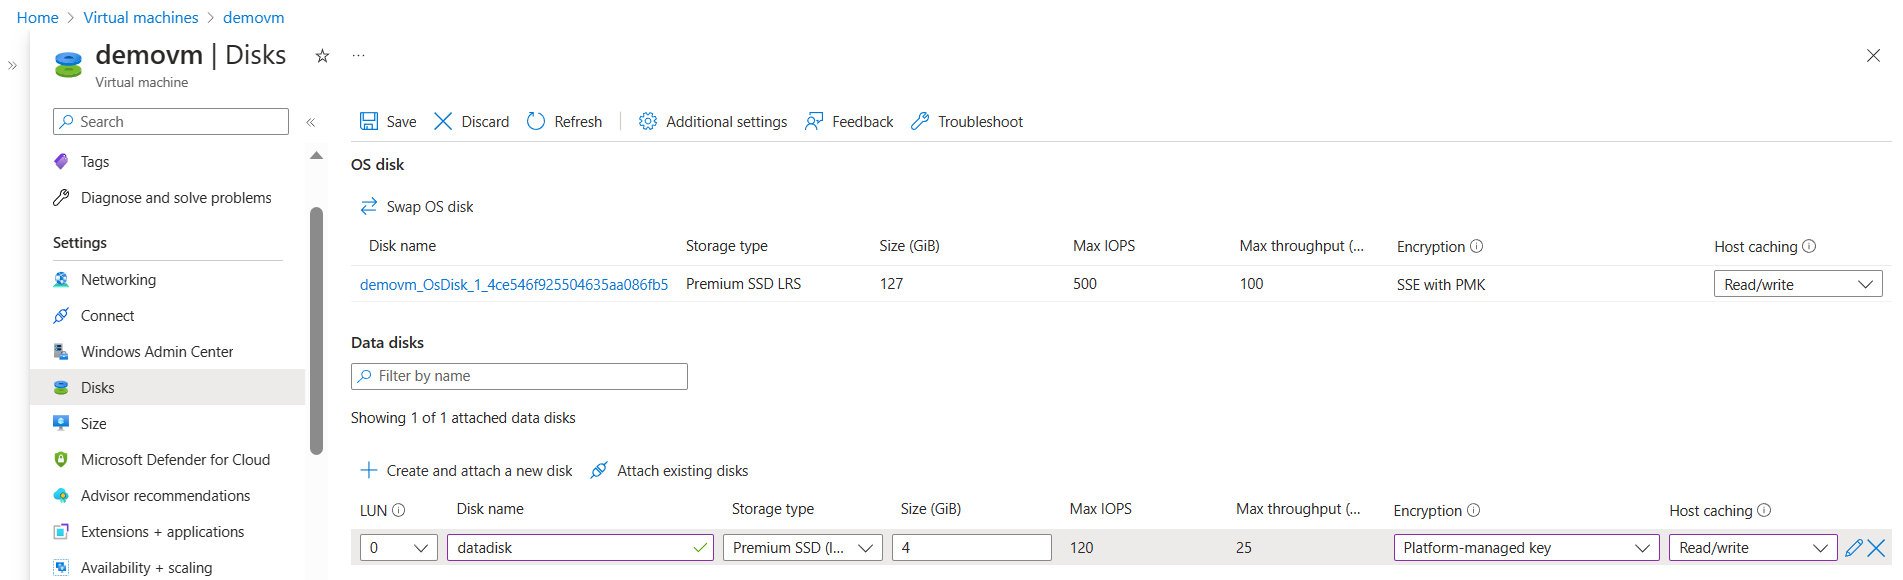 Home > Virtual machines > demovm
demovm | Disks
Virtual machine
Search
Tags
Diagnose and solve problems
Settings
Networking
Connect
Windows Admin Center
Disks
Size
Microsoft Defender for Cloud
Advisor recommendations
Extensions + applications
Availability + scaling
Save Discard Refresh Additional settings Feedback Troubleshoot
OS disk
Swap OS disk
Disk name Storage type Size (GiB) Max IOPS Max throughput (... Encryption Host caching
demovm_OsDisk_1_4ce546f925504635aa086fb5 Premium SSD LRS 127 500 100 SSE with PMK Read/write
Data disks
Filter by name
Showing 1 of 1 attached data disks
Create and attach a new disk Attach existing disks
LUN Disk name Storage type Size (GiB) Max IOPS Max throughput (... Encryption Host caching
0 datadisk Premium SSD (l... 4 120 25 Platform-managed key Read/write